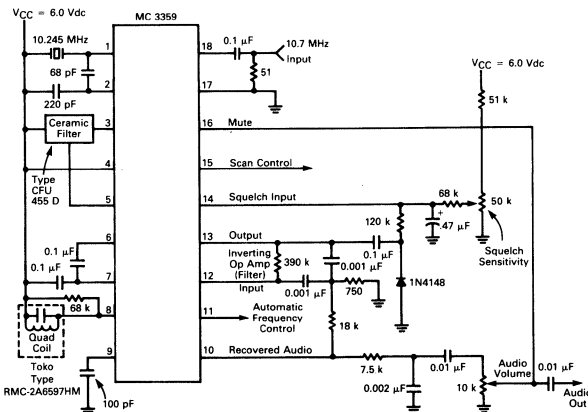 VCC = 6.0 Vdc
MC 3359
10.245 MHz
1
68 pF
2
220 pF
Ceramic
Filter
3
4
Type
CFU
455 D
5
6
0.1 µF
0.1 µF
7
68 k
8
Quad
Coil
9
Toko
Type
RMC-2A6597HM
100 pF
18
0.1 µF
10.7 MHz
Input
51
17
16
Mute
15
Scan Control
14
Squelch Input
13
Output
Inverting
Op Amp
(Filter)
12
Input
390 k
0.001 µF
0.001 µF
750
0.1 µF
120 k
1N4148
68 k
+
.47 µF
VCC = 6.0 Vdc
51 k
50 k
Squelch
Sensitivity
11
Automatic
Frequency
Control
18 k
10
Recovered Audio
7.5 k
0.002 µF
0.01 µF
Audio
Volume
10 k
0.01 µF
Audio
Out